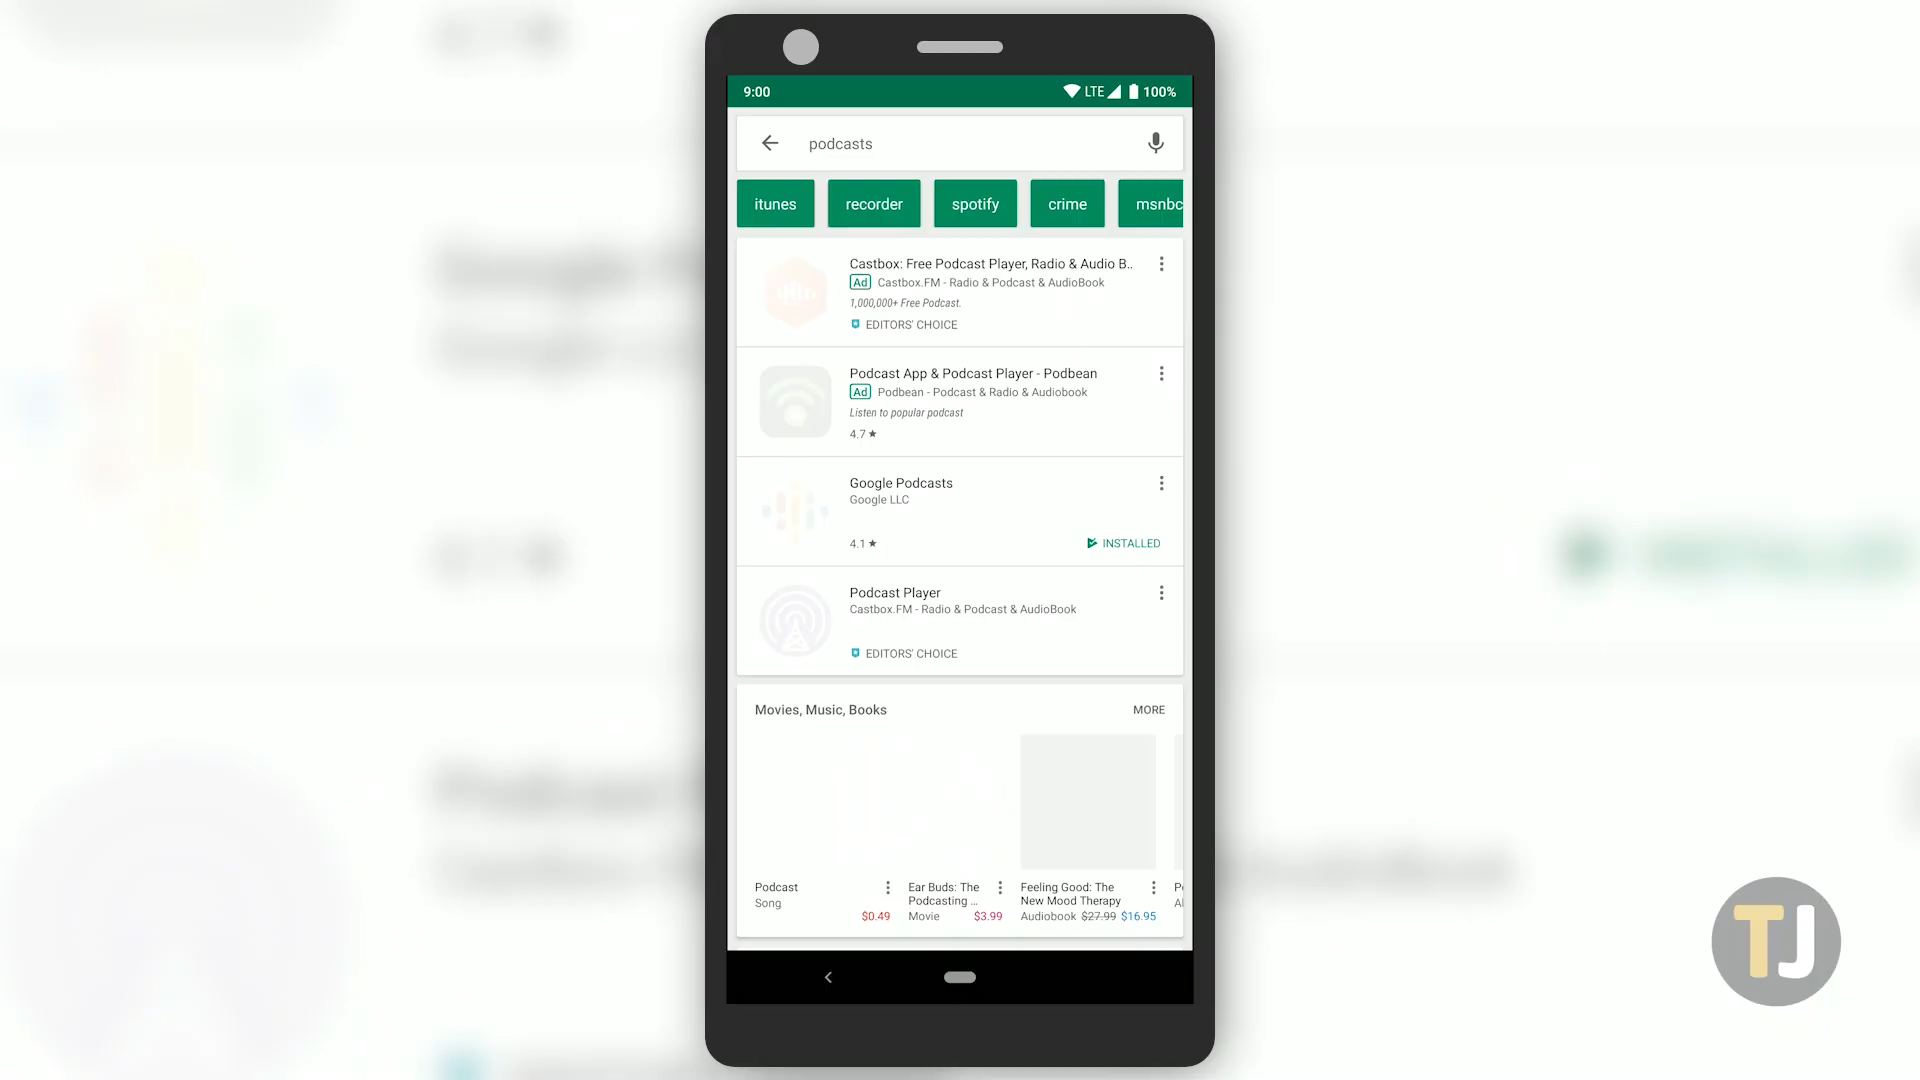 9:00
LTE 100%
podcasts
itunes recorder spotify crime msnbc
Castbox: Free Podcast Player, Radio & Audio B..
Ad Castbox.FM - Radio & Podcast & AudioBook
1,000,000+ Free Podcast.
EDITORS' CHOICE
Podcast App & Podcast Player - Podbean
Ad Podbean - Podcast & Radio & Audiobook
Listen to popular podcast
4.7
Google Podcasts
Google LLC
4.1
INSTALLED
Podcast Player
Castbox.FM - Radio & Podcast & AudioBook
EDITORS' CHOICE
Movies, Music, Books
MORE
Podcast
Song
$0.49
Ear Buds: The
Podcasting ...
Movie $3.99
Feeling Good: The
New Mood Therapy
Audiobook $27.99 $16.95
TJ